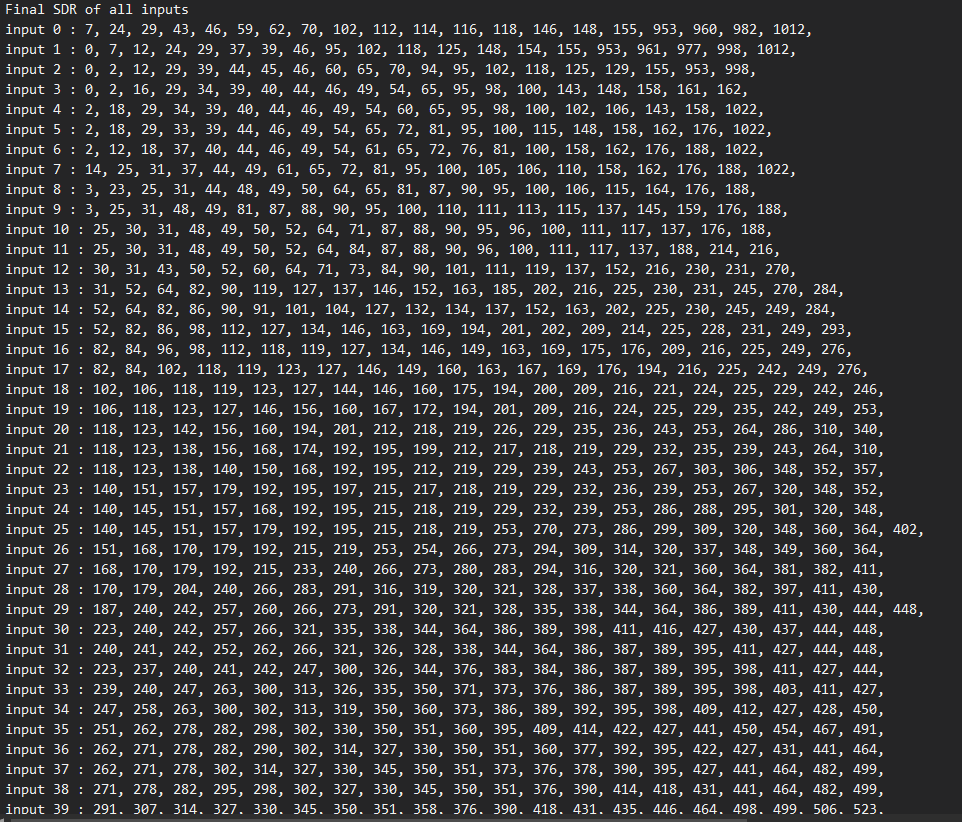 Final SDR of all inputs
input 0 : 7, 24, 29, 43, 46, 59, 62, 70, 102, 112, 114, 116, 118, 146, 148, 155, 953, 960, 982, 1012,
input 1 : 0, 7, 12, 24, 29, 37, 39, 46, 95, 102, 118, 125, 148, 154, 155, 953, 961, 977, 998, 1012,
input 2 : 0, 2, 12, 29, 39, 44, 45, 46, 60, 65, 70, 94, 95, 102, 118, 125, 129, 155, 953, 998,
input 3 : 0, 2, 16, 29, 34, 39, 40, 44, 46, 49, 54, 65, 95, 98, 100, 143, 148, 158, 161, 162,
input 4 : 2, 18, 29, 34, 39, 40, 44, 46, 49, 54, 60, 65, 95, 98, 100, 102, 106, 143, 158, 1022,
input 5 : 2, 18, 29, 33, 39, 44, 46, 49, 54, 65, 72, 81, 95, 100, 115, 148, 158, 162, 176, 1022,
input 6 : 2, 12, 18, 37, 40, 44, 46, 49, 54, 61, 65, 72, 76, 81, 100, 158, 162, 176, 188, 1022,
input 7 : 14, 25, 31, 37, 44, 49, 61, 65, 72, 81, 95, 100, 105, 106, 110, 158, 162, 176, 188, 1022,
input 8 : 3, 23, 25, 31, 44, 48, 49, 50, 64, 65, 81, 87, 90, 95, 100, 106, 115, 164, 176, 188,
input 9 : 3, 25, 31, 48, 49, 81, 87, 88, 90, 95, 100, 110, 111, 113, 115, 137, 145, 159, 176, 188,
input 10 : 25, 30, 31, 48, 49, 50, 52, 64, 71, 87, 88, 90, 95, 96, 100, 111, 117, 137, 176, 188,
input 11 : 25, 30, 31, 48, 49, 50, 52, 64, 84, 87, 88, 90, 96, 100, 111, 117, 137, 188, 214, 216,
input 12 : 30, 31, 43, 50, 52, 60, 64, 71, 73, 84, 90, 101, 111, 119, 137, 152, 216, 230, 231, 270,
input 13 : 31, 52, 64, 82, 90, 119, 127, 137, 146, 152, 163, 185, 202, 216, 225, 230, 231, 245, 270, 284,
input 14 : 52, 64, 82, 86, 90, 91, 101, 104, 127, 132, 134, 137, 152, 163, 202, 225, 230, 245, 249, 284,
input 15 : 52, 82, 86, 98, 112, 127, 134, 146, 163, 169, 194, 201, 202, 209, 214, 225, 228, 231, 249, 293,
input 16 : 82, 84, 96, 98, 112, 118, 119, 127, 134, 146, 149, 163, 169, 175, 176, 209, 216, 225, 249, 276,
input 17 : 82, 84, 102, 118, 119, 123, 127, 146, 149, 160, 163, 167, 169, 176, 194, 216, 225, 242, 249, 276,
input 18 : 102, 106, 118, 119, 123, 127, 144, 146, 160, 175, 194, 200, 209, 216, 221, 224, 225, 229, 242, 246,
input 19 : 106, 118, 123, 127, 146, 156, 160, 167, 172, 194, 201, 209, 216, 224, 225, 229, 235, 242, 249, 253,
input 20 : 118, 123, 142, 156, 160, 194, 201, 212, 218, 219, 226, 229, 235, 236, 243, 253, 264, 286, 310, 340,
input 21 : 118, 123, 138, 156, 168, 174, 192, 195, 199, 212, 217, 218, 219, 229, 232, 235, 239, 243, 264, 310,
input 22 : 118, 123, 138, 140, 150, 168, 192, 195, 212, 219, 229, 239, 243, 253, 267, 303, 306, 348, 352, 357,
input 23 : 140, 151, 157, 179, 192, 195, 197, 215, 217, 218, 219, 229, 232, 236, 239, 253, 267, 320, 348, 352,
input 24 : 140, 145, 151, 157, 168, 192, 195, 215, 218, 219, 229, 232, 239, 253, 286, 288, 295, 301, 320, 348,
input 25 : 140, 145, 151, 157, 179, 192, 195, 215, 218, 219, 253, 270, 273, 286, 299, 309, 320, 348, 360, 364, 402,
input 26 : 151, 168, 170, 179, 192, 215, 219, 253, 254, 266, 273, 294, 309, 314, 320, 337, 348, 349, 360, 364,
input 27 : 168, 170, 179, 192, 215, 233, 240, 266, 273, 280, 283, 294, 316, 320, 321, 360, 364, 381, 382, 411,
input 28 : 170, 179, 204, 240, 266, 283, 291, 316, 319, 320, 321, 328, 337, 338, 360, 364, 382, 397, 411, 430,
input 29 : 187, 240, 242, 257, 260, 266, 273, 291, 320, 321, 328, 335, 338, 344, 364, 386, 389, 411, 430, 444, 448,
input 30 : 223, 240, 242, 257, 266, 321, 335, 338, 344, 364, 386, 389, 398, 411, 416, 427, 430, 437, 444, 448,
input 31 : 240, 241, 242, 252, 262, 266, 321, 326, 328, 338, 344, 364, 386, 387, 389, 395, 411, 427, 444, 448,
input 32 : 223, 237, 240, 241, 242, 247, 300, 326, 344, 376, 383, 384, 386, 387, 389, 395, 398, 411, 427, 444,
input 33 : 239, 240, 247, 263, 300, 313, 326, 335, 350, 371, 373, 376, 386, 387, 389, 395, 398, 403, 411, 427,
input 34 : 247, 258, 263, 300, 302, 313, 319, 350, 360, 373, 386, 389, 392, 395, 398, 409, 412, 427, 428, 450,
input 35 : 251, 262, 278, 282, 298, 302, 330, 350, 351, 360, 395, 409, 414, 422, 427, 441, 450, 454, 467, 491,
input 36 : 262, 271, 278, 282, 290, 302, 314, 327, 330, 350, 351, 360, 377, 392, 395, 422, 427, 431, 441, 464,
input 37 : 262, 271, 278, 302, 314, 327, 330, 345, 350, 351, 373, 376, 378, 390, 395, 427, 441, 464, 482, 499,
input 38 : 271, 278, 282, 295, 298, 302, 327, 330, 345, 350, 351, 376, 390, 414, 418, 431, 441, 464, 482, 499,
input 39 : 291, 307, 314, 327, 330, 345, 350, 351, 358, 376, 390, 418, 431, 435, 446, 464, 498, 499, 506, 523,